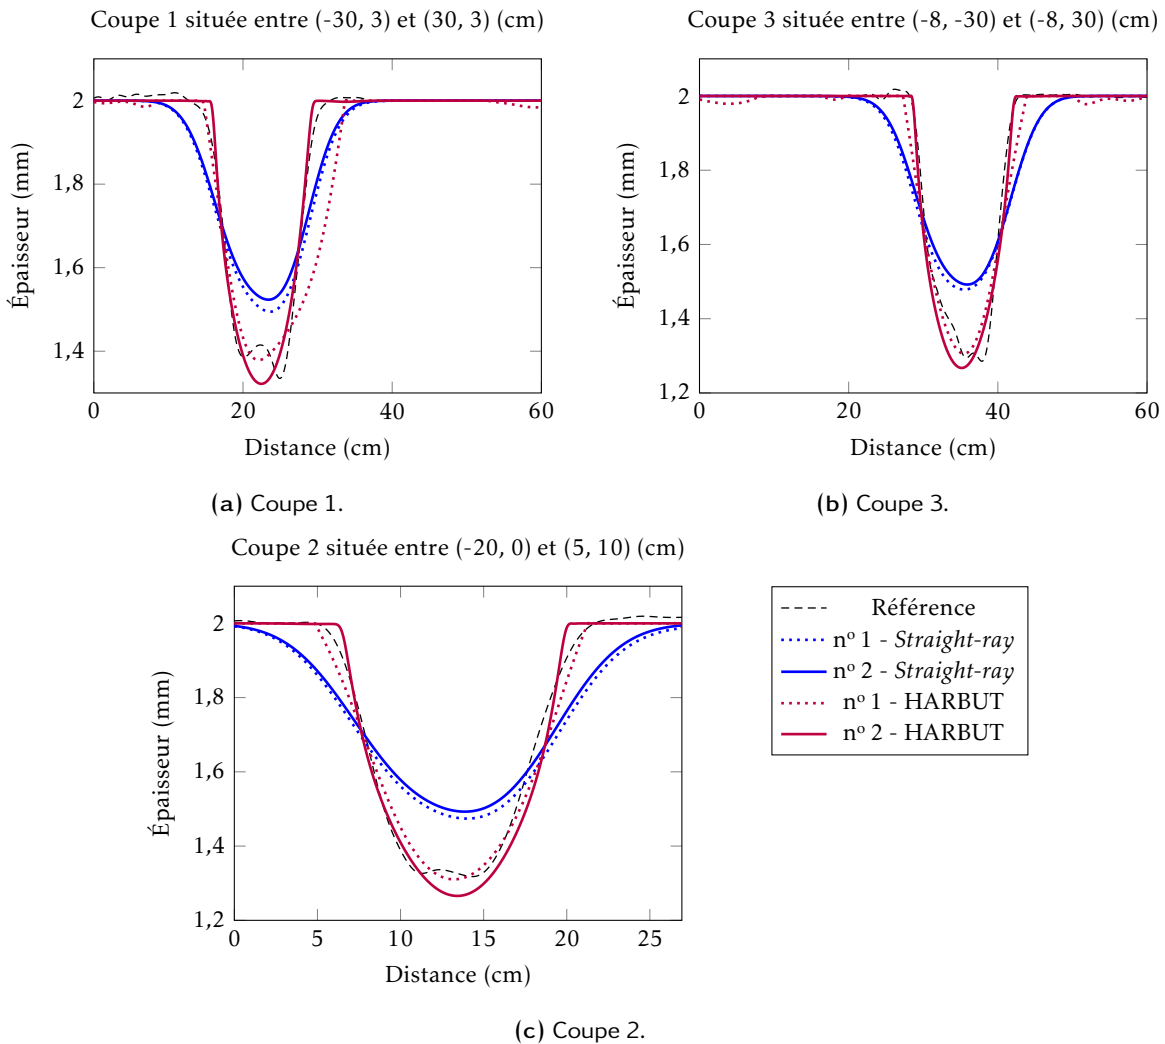 Coupe 1 située entre (-30, 3) et (30, 3) (cm)
2
1,8
1,6
1,4
Épaisseur (mm)
0
20
40
60
Distance (cm)
(a) Coupe 1.
Coupe 3 située entre (-8, -30) et (-8, 30) (cm)
2
1,8
1,6
1,4
1,2
Épaisseur (mm)
0
20
40
60
Distance (cm)
(b) Coupe 3.
Coupe 2 située entre (-20, 0) et (5, 10) (cm)
2
1,8
1,6
1,4
1,2
Épaisseur (mm)
0
5
10
15
20
25
Distance (cm)
Référence
nº 1 - Straight-ray
nº 2 - Straight-ray
nº 1 - HARBUT
nº 2 - HARBUT
(c) Coupe 2.